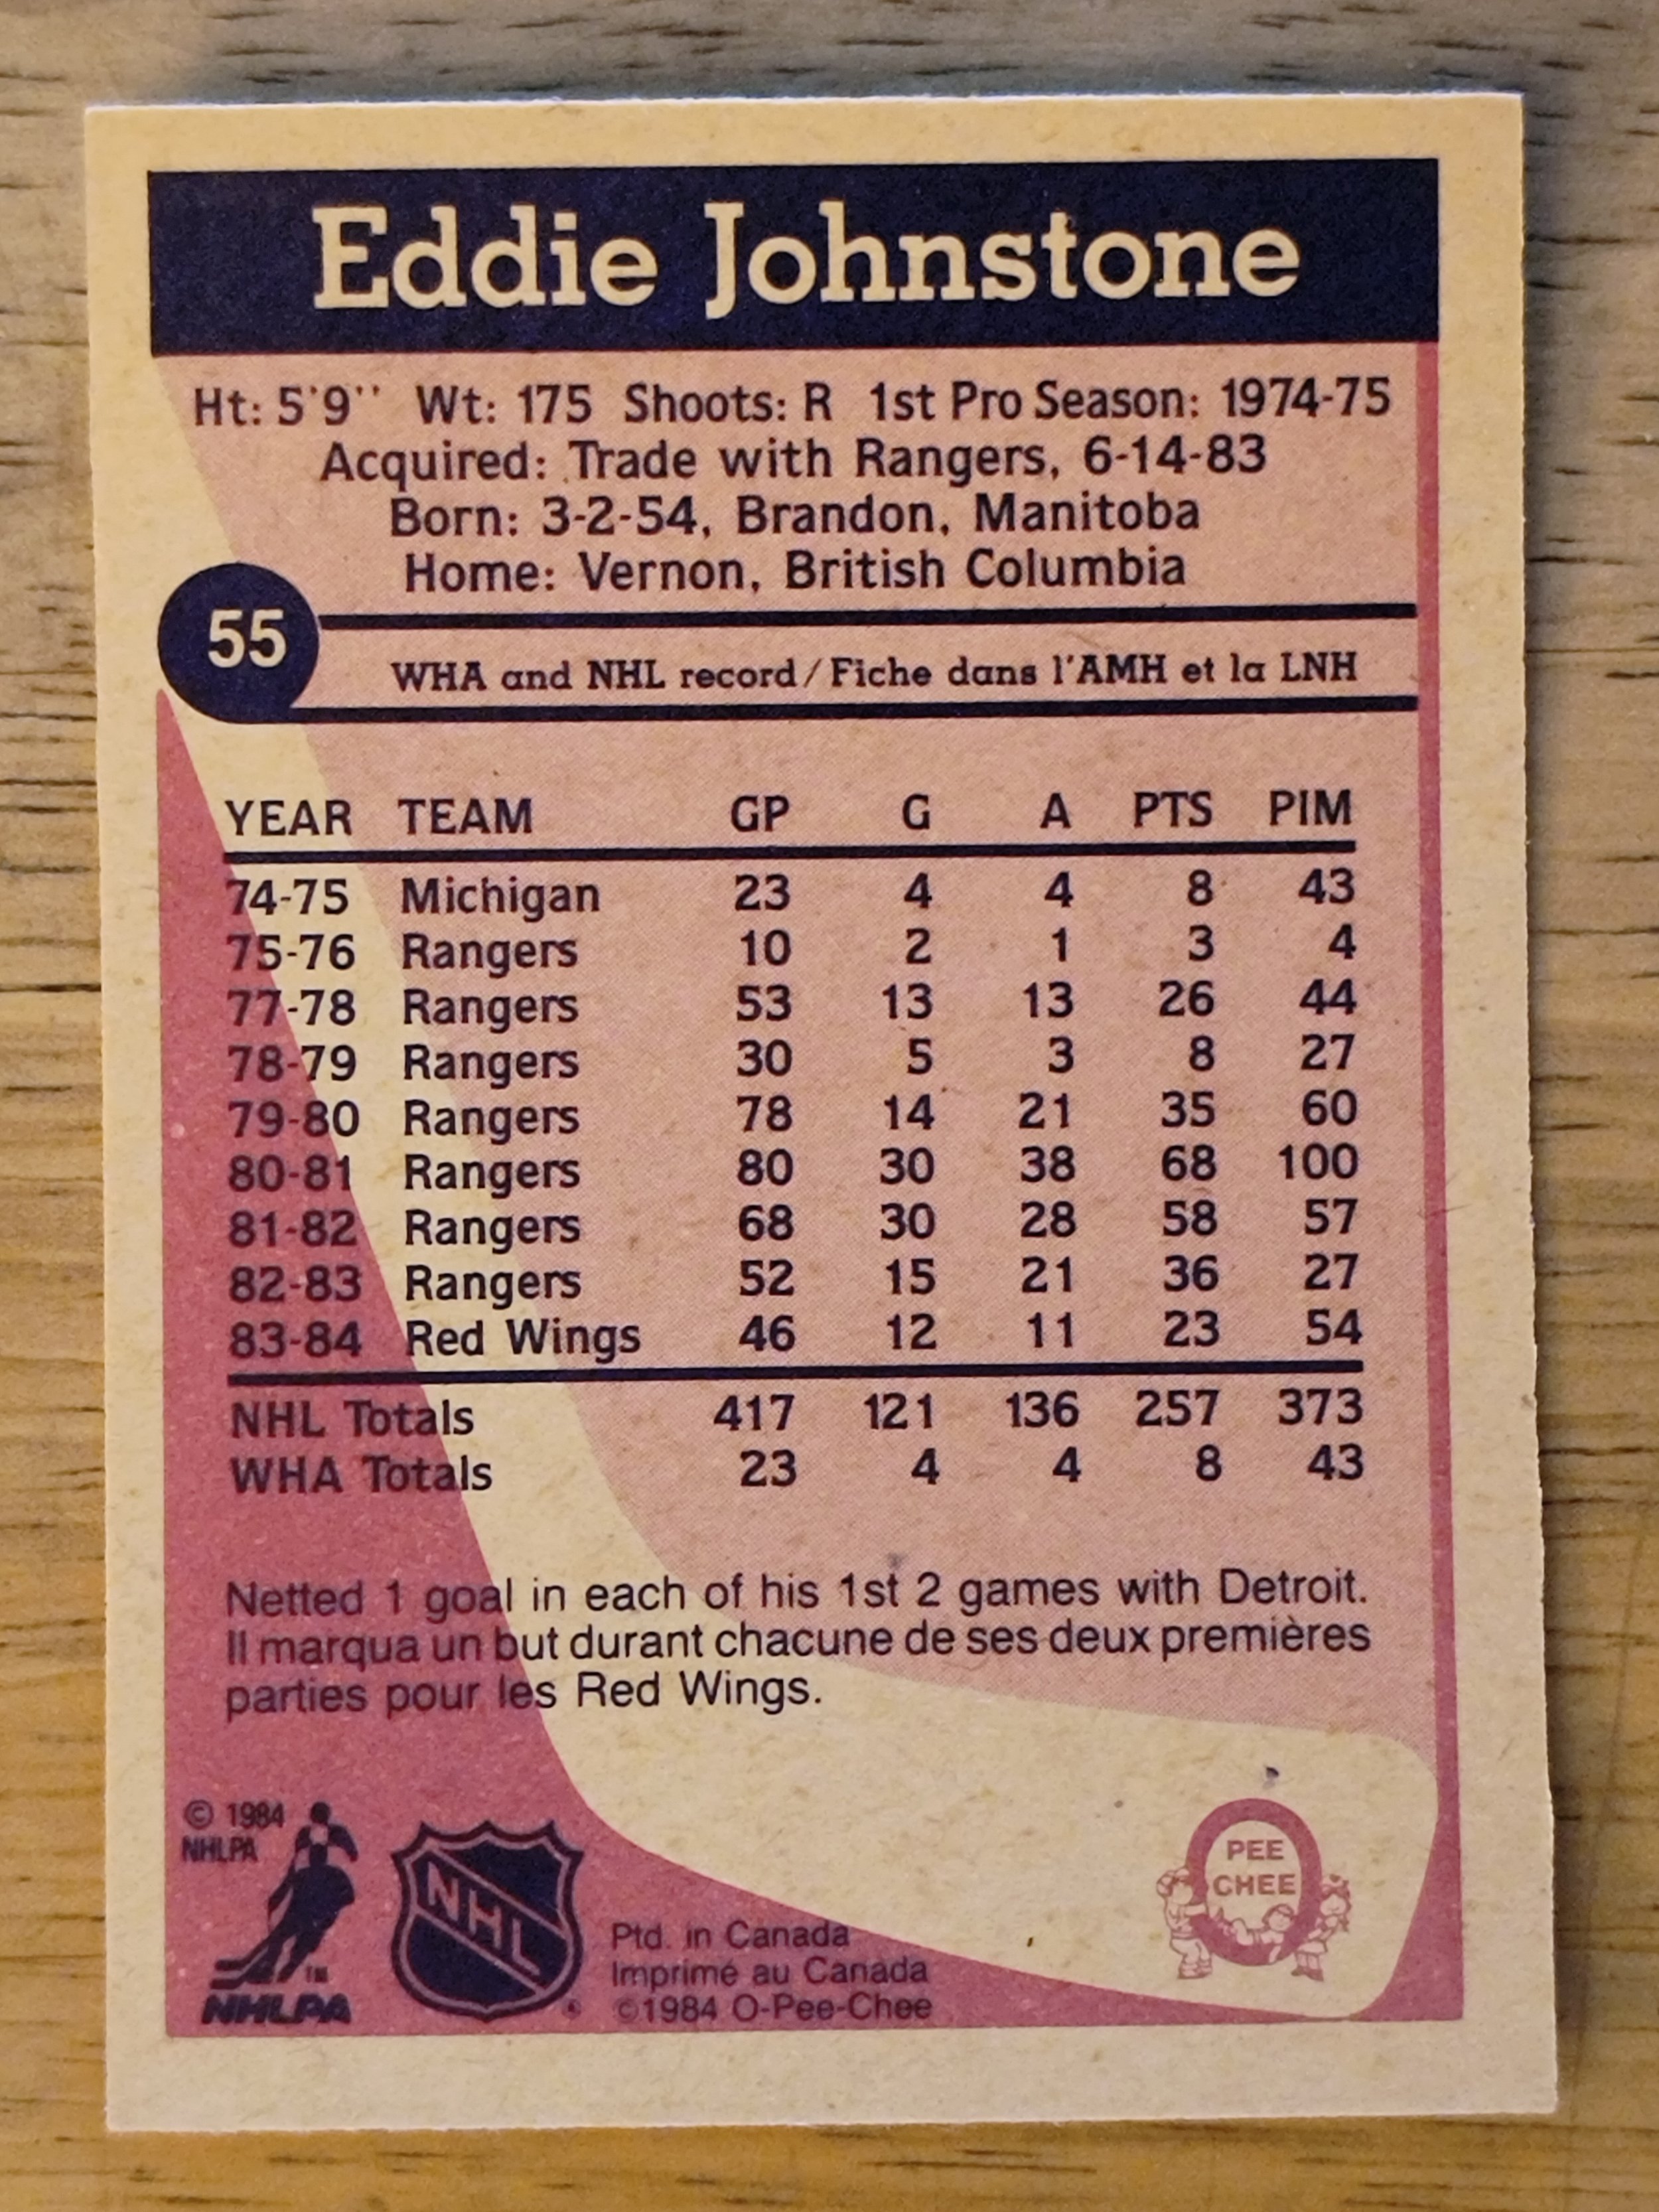 Eddie Johnstone
Ht: 5'9'' Wt: 175 Shoots: R 1st Pro Season: 1974-75
Acquired: Trade with Rangers, 6-14-83
Born: 3-2-54, Brandon, Manitoba
Home: Vernon, British Columbia
55
WHA and NHL record/Fiche dans l'AMH et la LNH
YEAR TEAM GP G A PTS PIM
74-75 Michigan 23 4 4 8 43
75-76 Rangers 10 2 1 3 4
77-78 Rangers 53 13 13 26 44
78-79 Rangers 30 5 3 8 27
79-80 Rangers 78 14 21 35 60
80-81 Rangers 80 30 38 68 100
81-82 Rangers 68 30 28 58 57
82-83 Rangers 52 15 21 36 27
83-84 Red Wings 46 12 11 23 54
NHL Totals 417 121 136 257 373
WHA Totals 23 4 4 8 43
Netted 1 goal in each of his 1st 2 games with Detroit.
Il marqua un but durant chacune de ses deux premières
parties pour les Red Wings.
© 1984
NHLPA
TM
NHLPA
NHL
®
Ptd. in Canada
Imprimé au Canada
©1984 O-Pee-Chee
O
PEE
CHEE